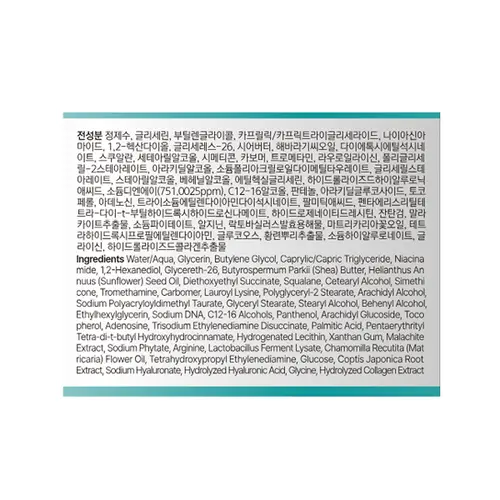 전성분 정제수, 글리세린, 부틸렌글라이콜, 카프릴릭/카프릭트라이글리세라이드, 나이아신아
마이드, 1,2-헥산다이올, 글리세레스-26, 시어버터, 해바라기씨오일, 다이에톡시에틸석시네
이트, 스쿠알란, 세테아릴알코올, 시메티콘, 카보머, 트로메타민, 라우로일라이신, 폴리글리세
릴-2스테아레이트, 아라키딜알코올, 소듐폴리아크릴로일다이메틸타우레이트, 글리세릴스테
아레이트, 스테아릴알코올, 베헤닐알코올, 에틸헥실글리세린, 하이드롤라이즈드하이알루로닉
애씨드, 소듐디엔에이(751.0025ppm), C12-16알코올, 판테놀, 아라키딜글루코사이드, 토코
페롤, 아데노신, 트라이소듐에틸렌다이아민다이석시네이트, 팔미틱애씨드, 펜타에리스리틸테
트라-다이-t-부틸하이드록시하이드로신나메이트, 하이드로제네이티드레시틴, 잔탄검, 말라
카이트추출물, 소듐파이테이트, 알지닌, 락토바실러스발효용해물, 마트리카리아꽃오일, 테트
라하이드록시프로필에틸렌다이아민, 글루코오스, 황련뿌리추출물, 소듐하이알루로네이트, 글
라이신, 하이드롤라이즈드콜라겐추출물
Ingredients Water/Aqua, Glycerin, Butylene Glycol, Caprylic/Capric Triglyceride, Niacina
mide, 1,2-Hexanediol, Glycereth-26, Butyrospermum Parkii (Shea) Butter, Helianthus An
nuus (Sunflower) Seed Oil, Diethoxyethyl Succinate, Squalane, Cetearyl Alcohol, Simethi
cone, Tromethamine, Carbomer, Lauroyl Lysine, Polyglyceryl-2 Stearate, Arachidyl Alcohol,
Sodium Polyacryloyldimethyl Taurate, Glyceryl Stearate, Stearyl Alcohol, Behenyl Alcohol,
Ethylhexylglycerin, Sodium DNA, C12-16 Alcohols, Panthenol, Arachidyl Glucoside, Toco
pherol, Adenosine, Trisodium Ethylenediamine Disuccinate, Palmitic Acid, Pentaerythrityl
Tetra-di-t-butyl Hydroxyhydrocinnamate, Hydrogenated Lecithin, Xanthan Gum, Malachite
Extract, Sodium Phytate, Arginine, Lactobacillus Ferment Lysate, Chamomilla Recutita (Mat
ricaria) Flower Oil, Tetrahydroxypropyl Ethylenediamine, Glucose, Coptis Japonica Root
Extract, Sodium Hyaluronate, Hydrolyzed Hyaluronic Acid, Glycine, Hydrolyzed Collagen Extract